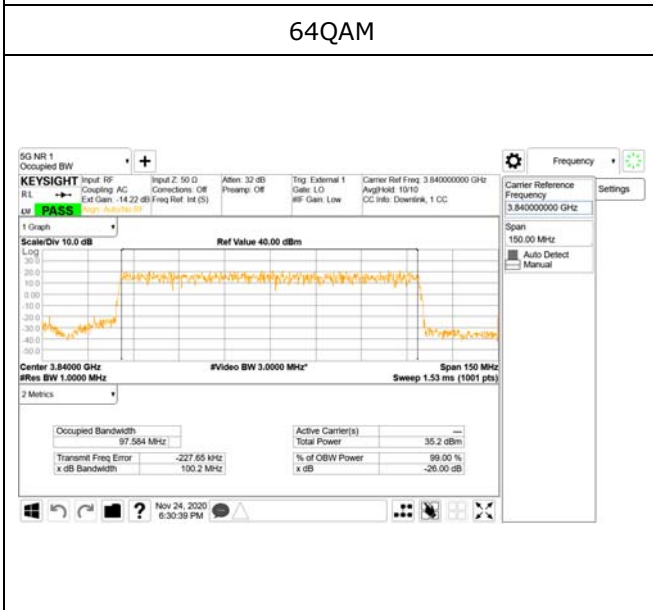 64QAM
5G NR 1
Occupied BW
Frequency
KEYSIGHT
Input: RF
Input Z: 50 Ω
Atten: 32 dB
Trig: External 1
Carrier Ref Freq: 3.840000000 GHz
R L
Coupling: AC
Corrections: Off
Preamp: Off
Gate: LO
Avg|Hold: 10/10
Ext Gain: -14.22 dB
Freq Ref: Int (S)
#IF Gain: Low
CC Info: Downlink, 1 CC
PASS
Align: Auto/No RF
Carrier Reference
Frequency
3.840000000 GHz
Settings
Span
150.00 MHz
Auto Detect
Manual
1 Graph
Scale/Div 10.0 dB
Ref Value 40.00 dBm
Log
30.0
20.0
10.0
0.00
-10.0
-20.0
-30.0
-40.0
-50.0
Center 3.84000 GHz
#Video BW 3.0000 MHz*
Span 150 MHz
#Res BW 1.0000 MHz
Sweep 1.53 ms (1001 pts)
2 Metrics
Occupied Bandwidth
97.584 MHz
Active Carrier(s)
---
Total Power
35.2 dBm
Transmit Freq Error
-227.65 kHz
% of OBW Power
99.00 %
x dB Bandwidth
100.2 MHz
x dB
-26.00 dB
Nov 24, 2020
6:30:39 PM